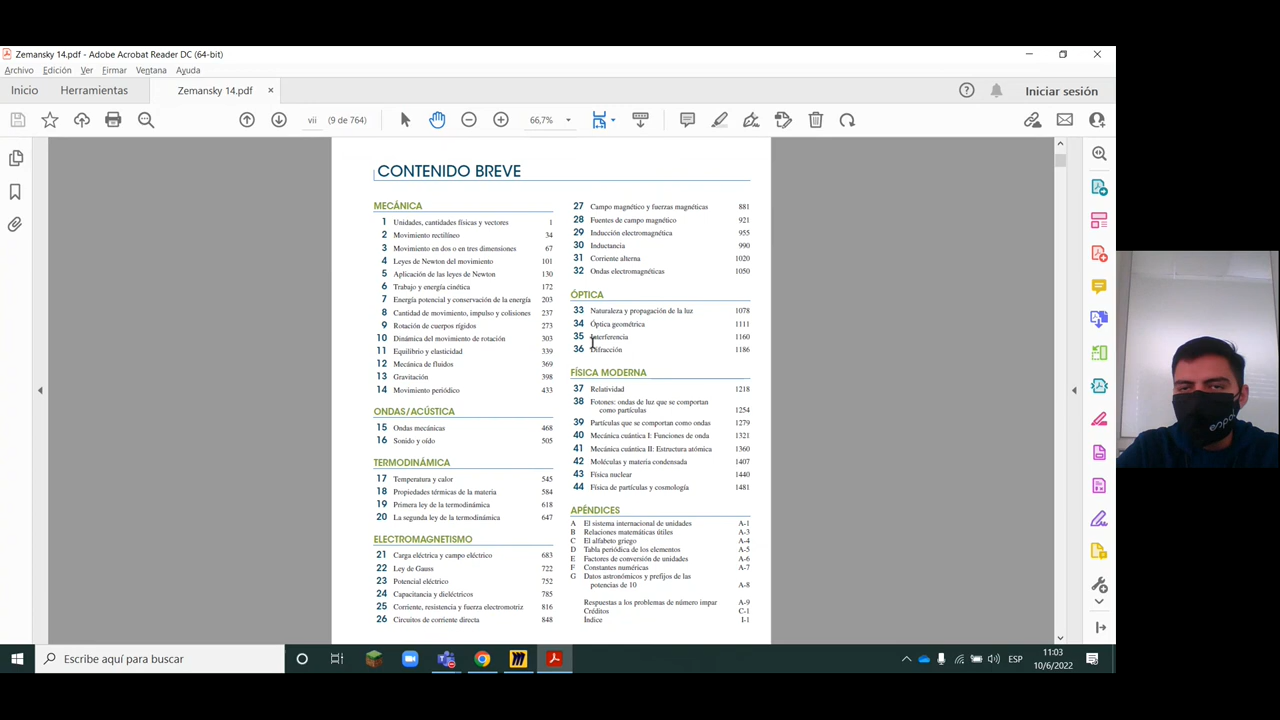 Zemansky 14.pdf - Adobe Acrobat Reader DC (64-bit)
Archivo Edición Ver Firmar Ventana Ayuda
Inicio Herramientas Zemansky 14.pdf × Iniciar sesión
vii (9 de 764) 66,7%
CONTENIDO BREVE
MECÁNICA
1 Unidades, cantidades físicas y vectores 1
2 Movimiento rectilíneo 34
3 Movimiento en dos o en tres dimensiones 67
4 Leyes de Newton del movimiento 101
5 Aplicación de las leyes de Newton 130
6 Trabajo y energía cinética 172
7 Energía potencial y conservación de la energía 203
8 Cantidad de movimiento, impulso y colisiones 237
9 Rotación de cuerpos rígidos 273
10 Dinámica del movimiento de rotación 303
11 Equilibrio y elasticidad 339
12 Mecánica de fluidos 369
13 Gravitación 398
14 Movimiento periódico 433
ONDAS/ACÚSTICA
15 Ondas mecánicas 468
16 Sonido y oído 505
TERMODINÁMICA
17 Temperatura y calor 545
18 Propiedades térmicas de la materia 584
19 Primera ley de la termodinámica 618
20 La segunda ley de la termodinámica 647
ELECTROMAGNETISMO
21 Carga eléctrica y campo eléctrico 683
22 Ley de Gauss 722
23 Potencial eléctrico 752
24 Capacitancia y dieléctricos 785
25 Corriente, resistencia y fuerza electromotriz 816
26 Circuitos de corriente directa 848
27 Campo magnético y fuerzas magnéticas 881
28 Fuentes de campo magnético 921
29 Inducción electromagnética 955
30 Inductancia 990
31 Corriente alterna 1020
32 Ondas electromagnéticas 1050
ÓPTICA
33 Naturaleza y propagación de la luz 1078
34 Óptica geométrica 1111
35 Interferencia 1160
36 Difracción 1186
FÍSICA MODERNA
37 Relatividad 1218
38 Fotones: ondas de luz que se comportan
como partículas 1254
39 Partículas que se comportan como ondas 1279
40 Mecánica cuántica I: Funciones de onda 1321
41 Mecánica cuántica II: Estructura atómica 1360
42 Moléculas y materia condensada 1407
43 Física nuclear 1440
44 Física de partículas y cosmología 1481
APÉNDICES
A El sistema internacional de unidades A-1
B Relaciones matemáticas útiles A-3
C El alfabeto griego A-4
D Tabla periódica de los elementos A-5
E Factores de conversión de unidades A-6
F Constantes numéricas A-7
G Datos astronómicos y prefijos de las
potencias de 10 A-8
Respuestas a los problemas de número impar A-9
Créditos C-1
Índice I-1
Escribe aquí para buscar
ESP
11:03
10/6/2022